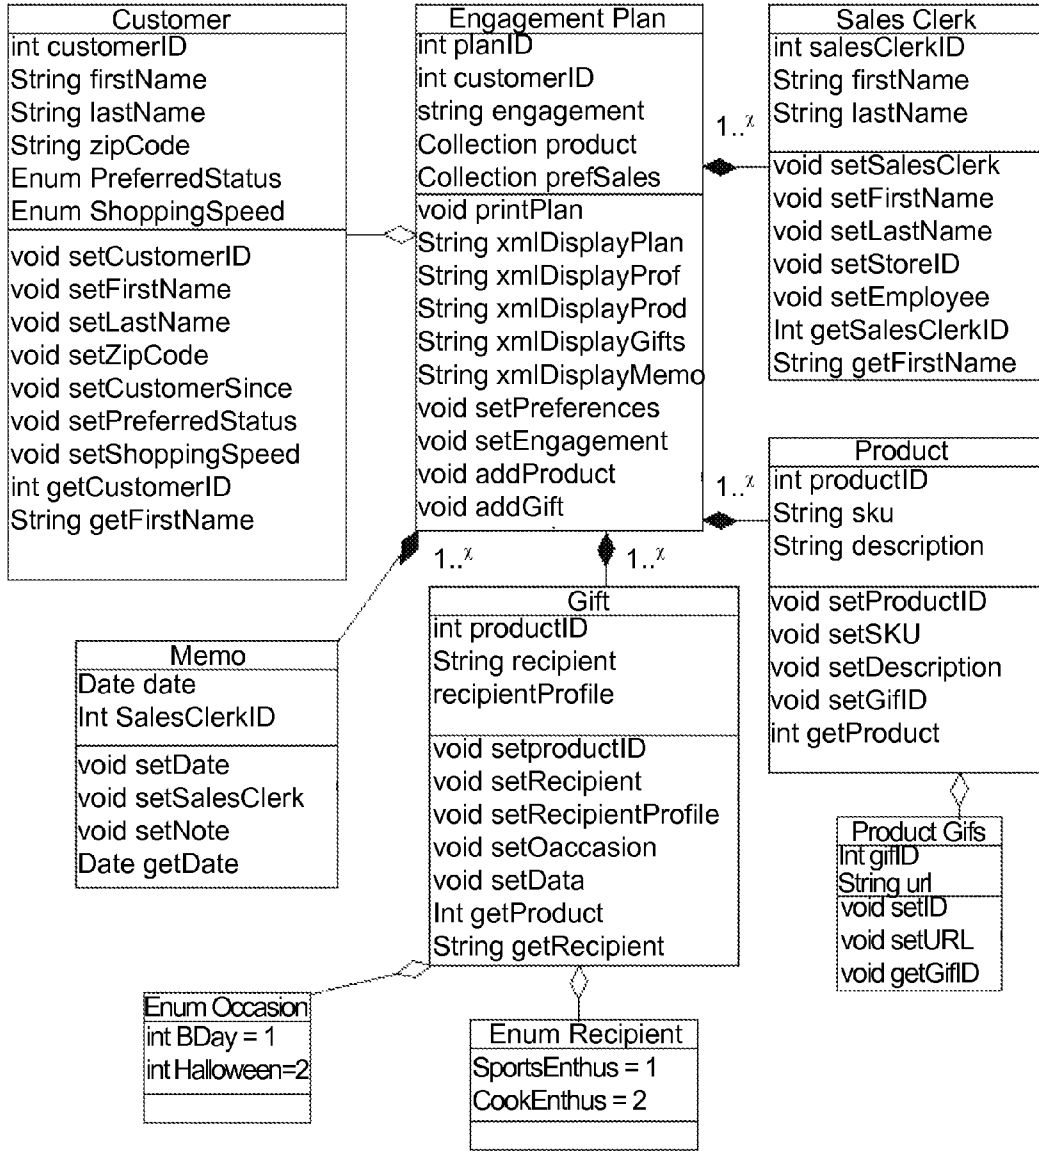 Customer
int customerID
String firstName
String lastName
String zipCode
Enum PreferredStatus
Enum ShoppingSpeed
void setCustomerID
void setFirstName
void setLastName
void setZipCode
void setCustomerSince
void setPreferredStatus
void setShoppingSpeed
int getCustomerID
String getFirstName
Engagement Plan
int planID
int customerID
string engagement
Collection product
Collection prefSales
void printPlan
String xmlDisplayPlan
String xmlDisplayProf
String xmlDisplayProd
String xmlDisplayGifts
String xmlDisplayMemo
void setPreferences
void setEngagement
void addProduct
void addGift
1..χ
Sales Clerk
int salesClerkID
String firstName
String lastName
void setSalesClerk
void setFirstName
void setLastName
void setStoreID
void setEmployee
Int getSalesClerkID
String getFirstName
1..χ
Product
int productID
String sku
String description
void setProductID
void setSKU
void setDescription
void setGifID
int getProduct
1..χ
1..χ
Memo
Date date
Int SalesClerkID
void setDate
void setSalesClerk
void setNote
Date getDate
Gift
int productID
String recipient
recipientProfile
void setproductID
void setRecipient
void setRecipientProfile
void setOaccasion
void setData
Int getProduct
String getRecipient
Product Gifs
Int gifID
String url
void setID
void setURL
void getGifID
Enum Occasion
int BDay = 1
int Halloween=2
Enum Recipient
SportsEnthus = 1
CookEnthus = 2